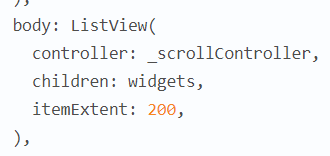 ),
body: ListView(
  controller: _scrollController,
  children: widgets,
  itemExtent: 200,
),